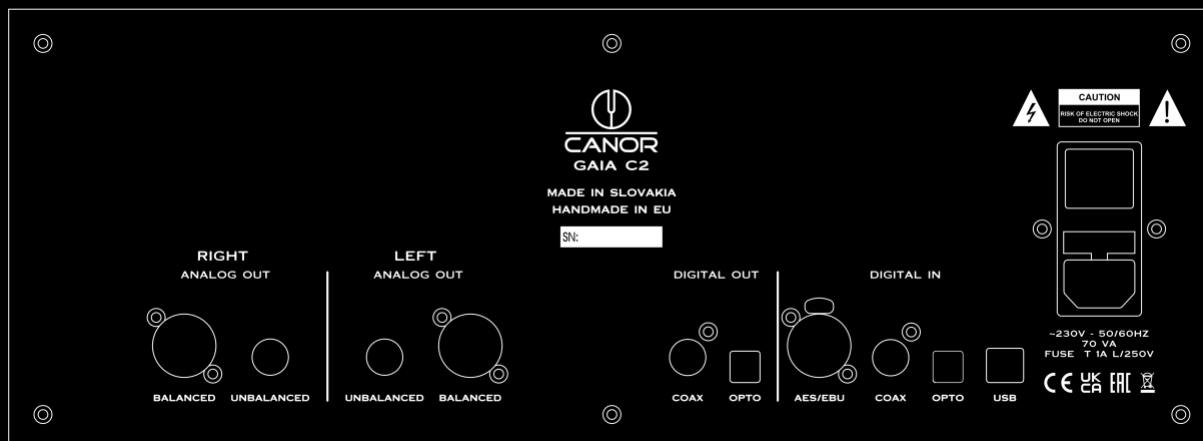 CAUTION
RISK OF ELECTRIC SHOCK
DO NOT OPEN
CANOR
GAIA C2
MADE IN SLOVAKIA
HANDMADE IN EU
SN:
RIGHT
ANALOG OUT
LEFT
ANALOG OUT
DIGITAL OUT
DIGITAL IN
~230V - 50/60HZ
70 VA
FUSE T 1A L/250V
CE UK CA EAC
BALANCED UNBALANCED UNBALANCED BALANCED COAX OPTO AES/EBU COAX OPTO USB